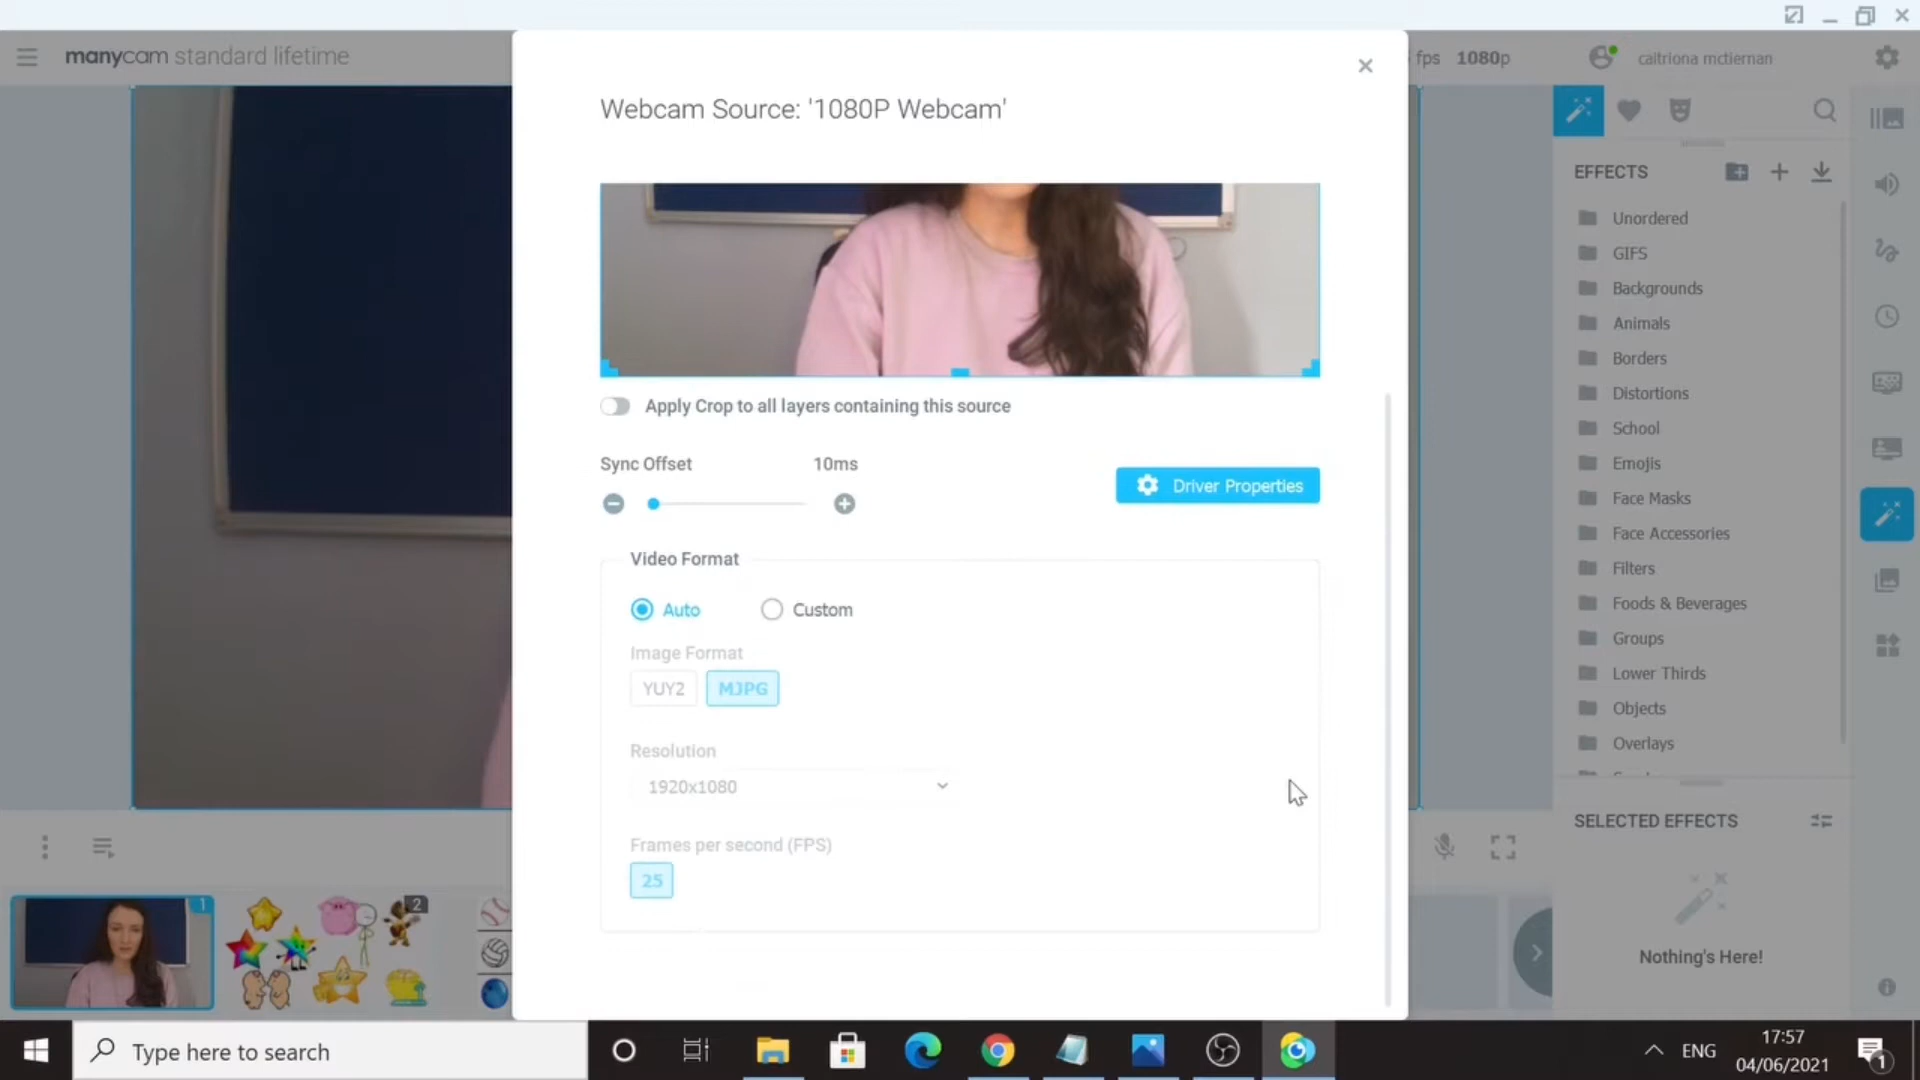 manycam standard lifetime
fps 1080p
caitriona mctiernan
Webcam Source: '1080P Webcam'
Apply Crop to all layers containing this source
Sync Offset 10ms
Driver Properties
Video Format
Auto Custom
Image Format
YUY2 MJPG
Resolution
1920x1080
Frames per second (FPS)
25
EFFECTS
Unordered
GIFS
Backgrounds
Animals
Borders
Distortions
School
Emojis
Face Masks
Face Accessories
Filters
Foods & Beverages
Groups
Lower Thirds
Objects
Overlays
SELECTED EFFECTS
Nothing's Here!
1
2
Type here to search
ENG
17:57
04/06/2021
1